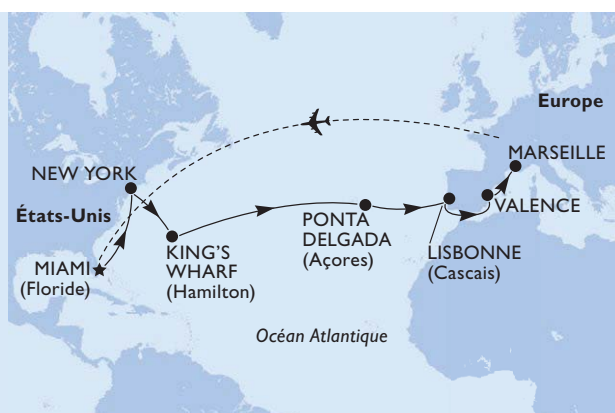 Europe
MARSEILLE
NEW YORK
VALENCE
États-Unis
PONTA
DELGADA
(Açores)
KING'S
WHARF
(Hamilton)
LISBONNE
(Cascais)
MIAMI
(Floride)
Océan Atlantique